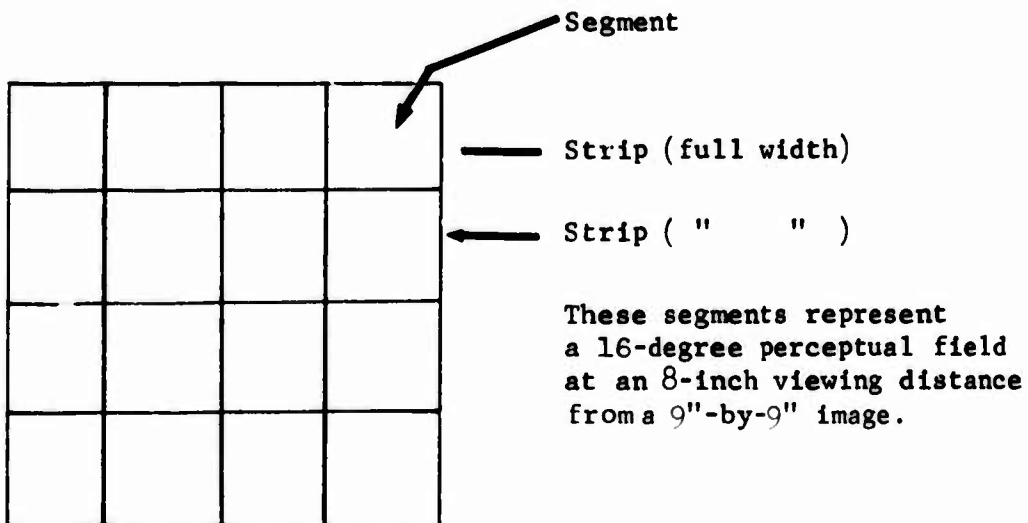 Segment
Strip (full width)
Strip ( " " )
These segments represent
a 16-degree perceptual field
at an 8-inch viewing distance
from a 9"-by-9" image.